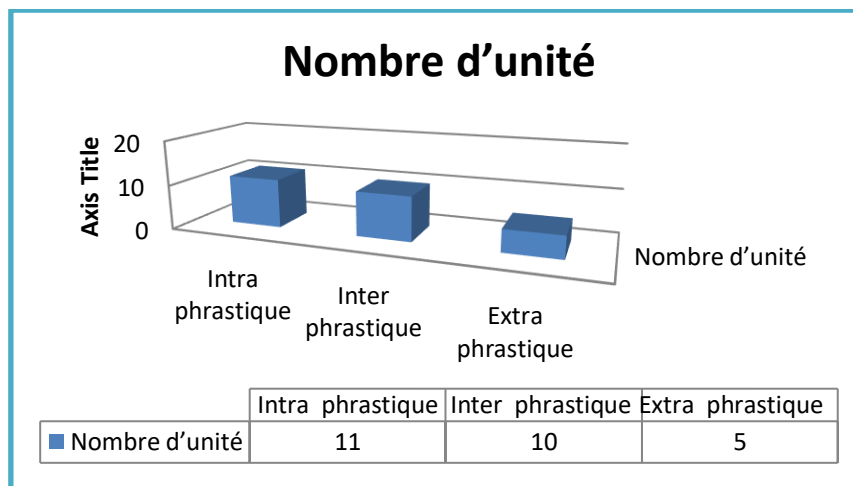 Nombre d’unité
Axis Title
20
10
0
Intra
phrastique
Inter
phrastique
Extra
phrastique
Nombre d’unité
Intra phrastique Inter phrastique Extra phrastique
Nombre d’unité 11 10 5